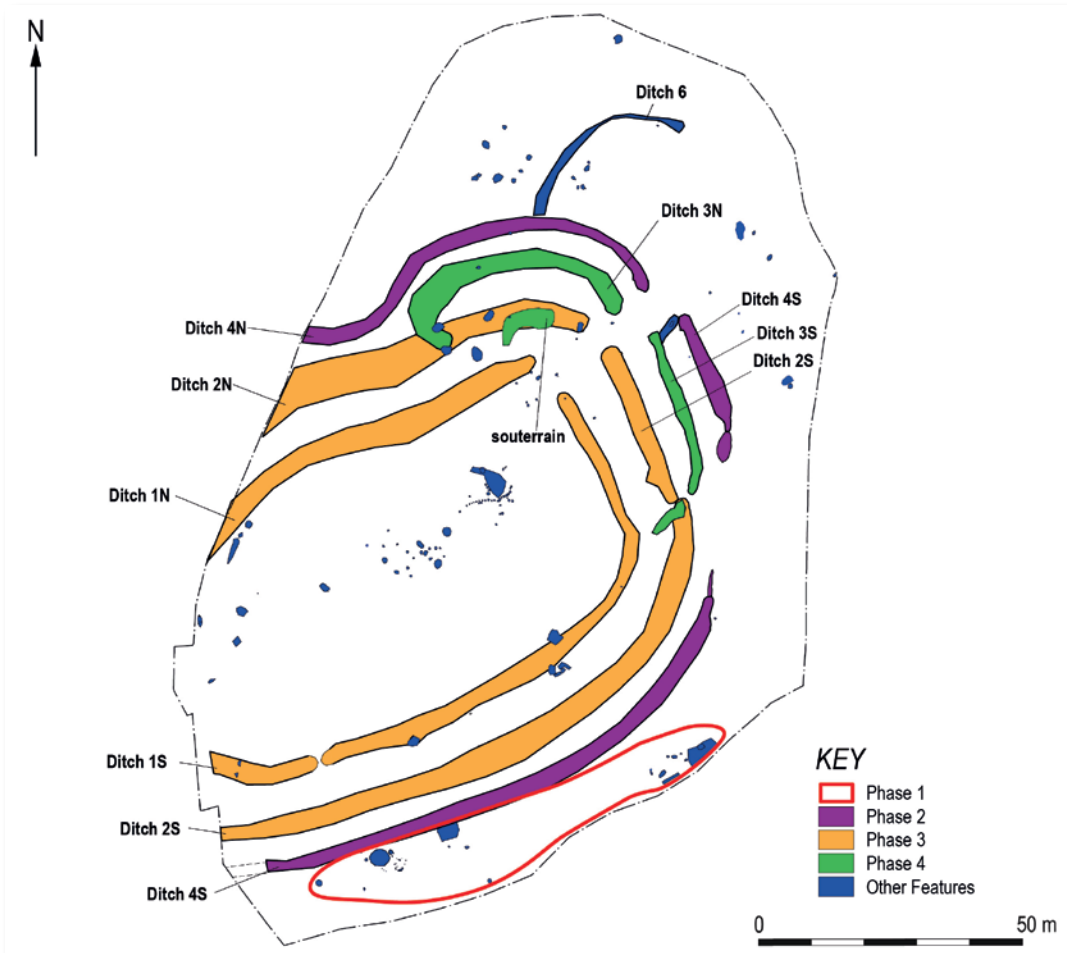 N
Ditch 6
Ditch 3N
Ditch 4S
Ditch 4N
Ditch 3S
Ditch 2S
Ditch 2N
souterrain
Ditch 1N
Ditch 1S
Ditch 2S
Ditch 4S
KEY
Phase 1
Phase 2
Phase 3
Phase 4
Other Features
0 50 m